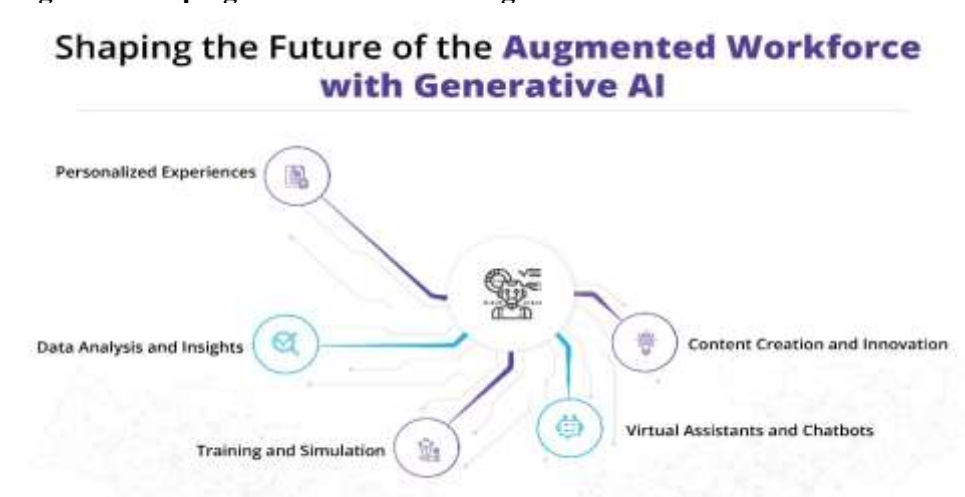 Shaping the Future of the Augmented Workforce
with Generative AI
Personalized Experiences
Data Analysis and Insights
Content Creation and Innovation
Virtual Assistants and Chatbots
Training and Simulation